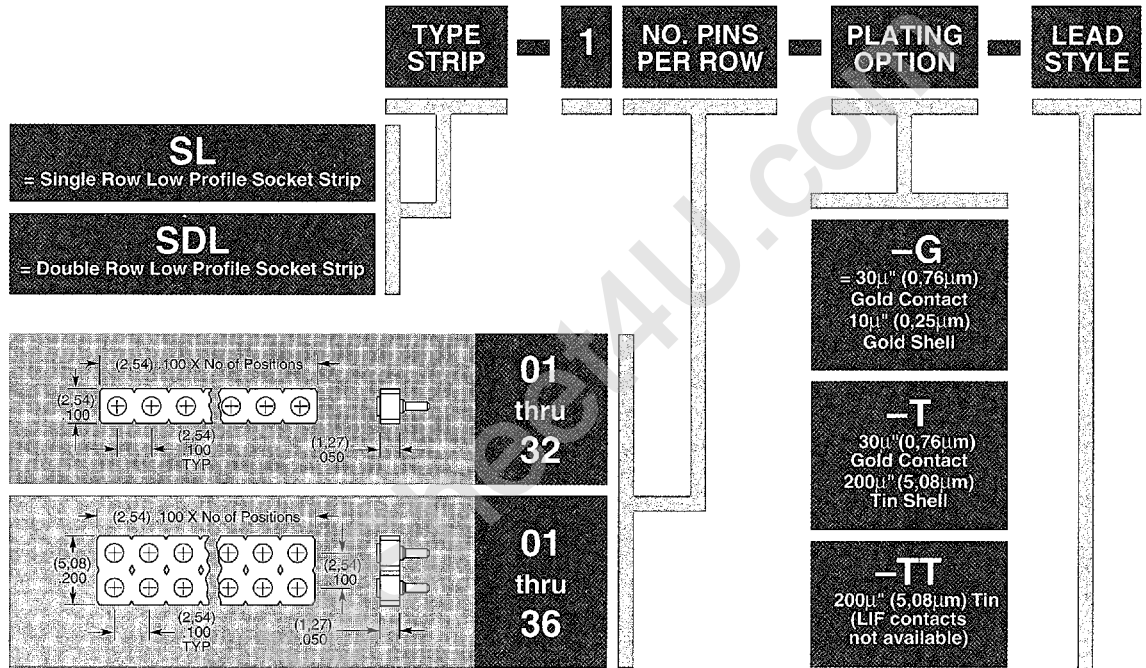 TYPE STRIP – 1 NO. PINS PER ROW – PLATING OPTION – LEAD STYLE
SL
= Single Row Low Profile Socket Strip
SDL
= Double Row Low Profile Socket Strip
(2,54) .100 X No of Positions
(2,54)
.100
(2,54)
.100
TYP
(1,27)
.050
01
thru
32
(2,54) .100 X No of Positions
(5,08)
.200
(2,54)
.100
(2,54)
.100
TYP
(1,27)
.050
01
thru
36
–G
= 30µ" (0,76µm)
Gold Contact
10µ" (0,25µm)
Gold Shell
–T
30µ"(0,76µm)
Gold Contact
200µ"(5,08µm)
Tin Shell
–TT
200µ" (5,08µm) Tin
(LIF contacts
not available)
heet4U.com